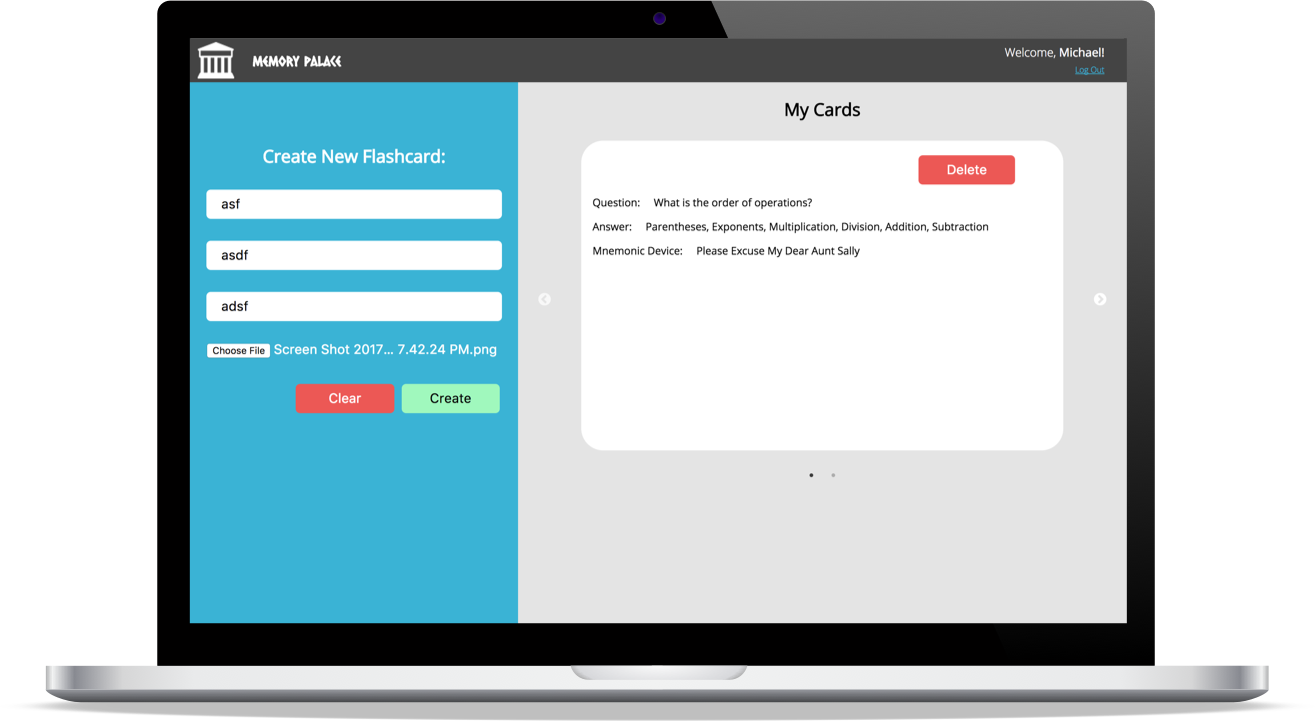 MEMORY PALACE
Welcome, Michael!
Log Out
Create New Flashcard:
asf
asdf
adsf
Choose File Screen Shot 2017... 7.42.24 PM.png
Clear Create
My Cards
Delete
Question: What is the order of operations?
Answer: Parentheses, Exponents, Multiplication, Division, Addition, Subtraction
Mnemonic Device: Please Excuse My Dear Aunt Sally